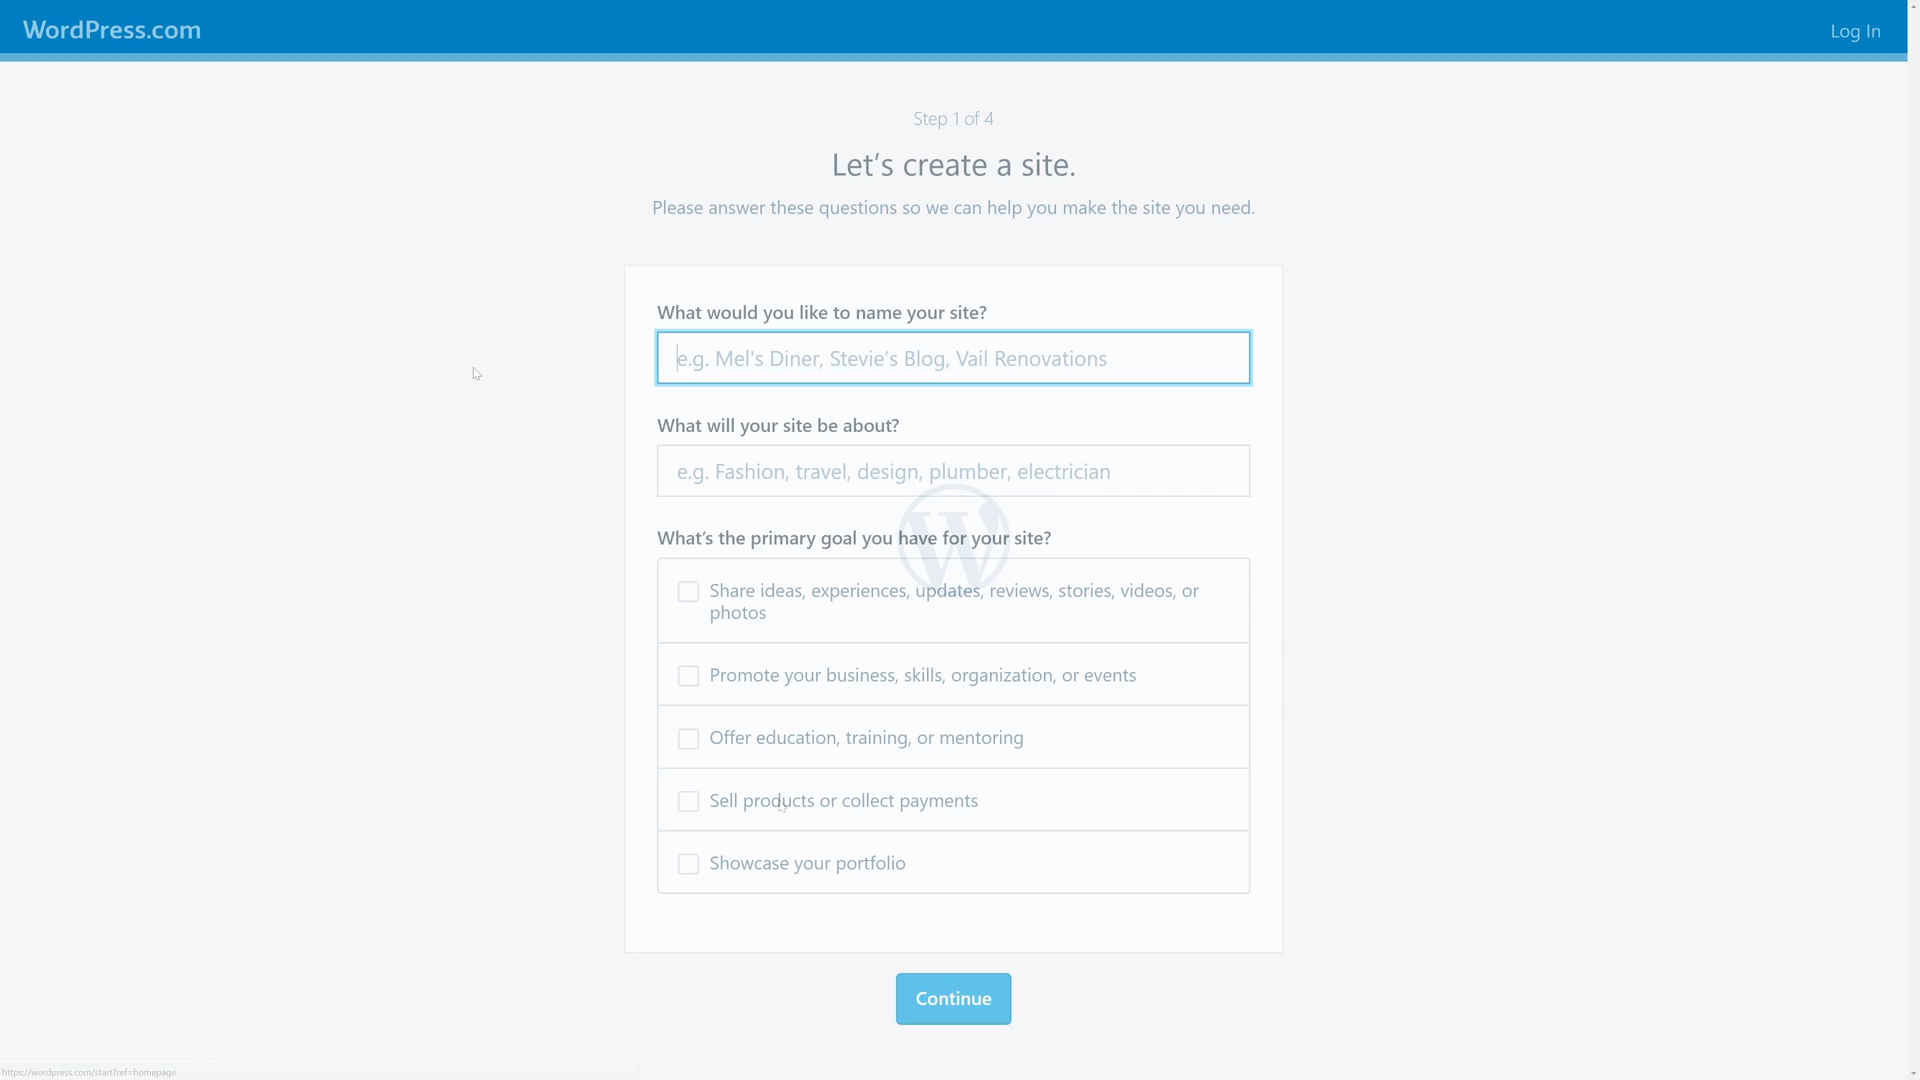 WordPress.com
Log In
Step 1 of 4
Let’s create a site.
Please answer these questions so we can help you make the site you need.
What would you like to name your site?
e.g. Mel's Diner, Stevie’s Blog, Vail Renovations
What will your site be about?
e.g. Fashion, travel, design, plumber, electrician
What’s the primary goal you have for your site?
Share ideas, experiences, updates, reviews, stories, videos, or
photos
Promote your business, skills, organization, or events
Offer education, training, or mentoring
Sell products or collect payments
Showcase your portfolio
Continue
https://wordpress.com/start?ref=homepage